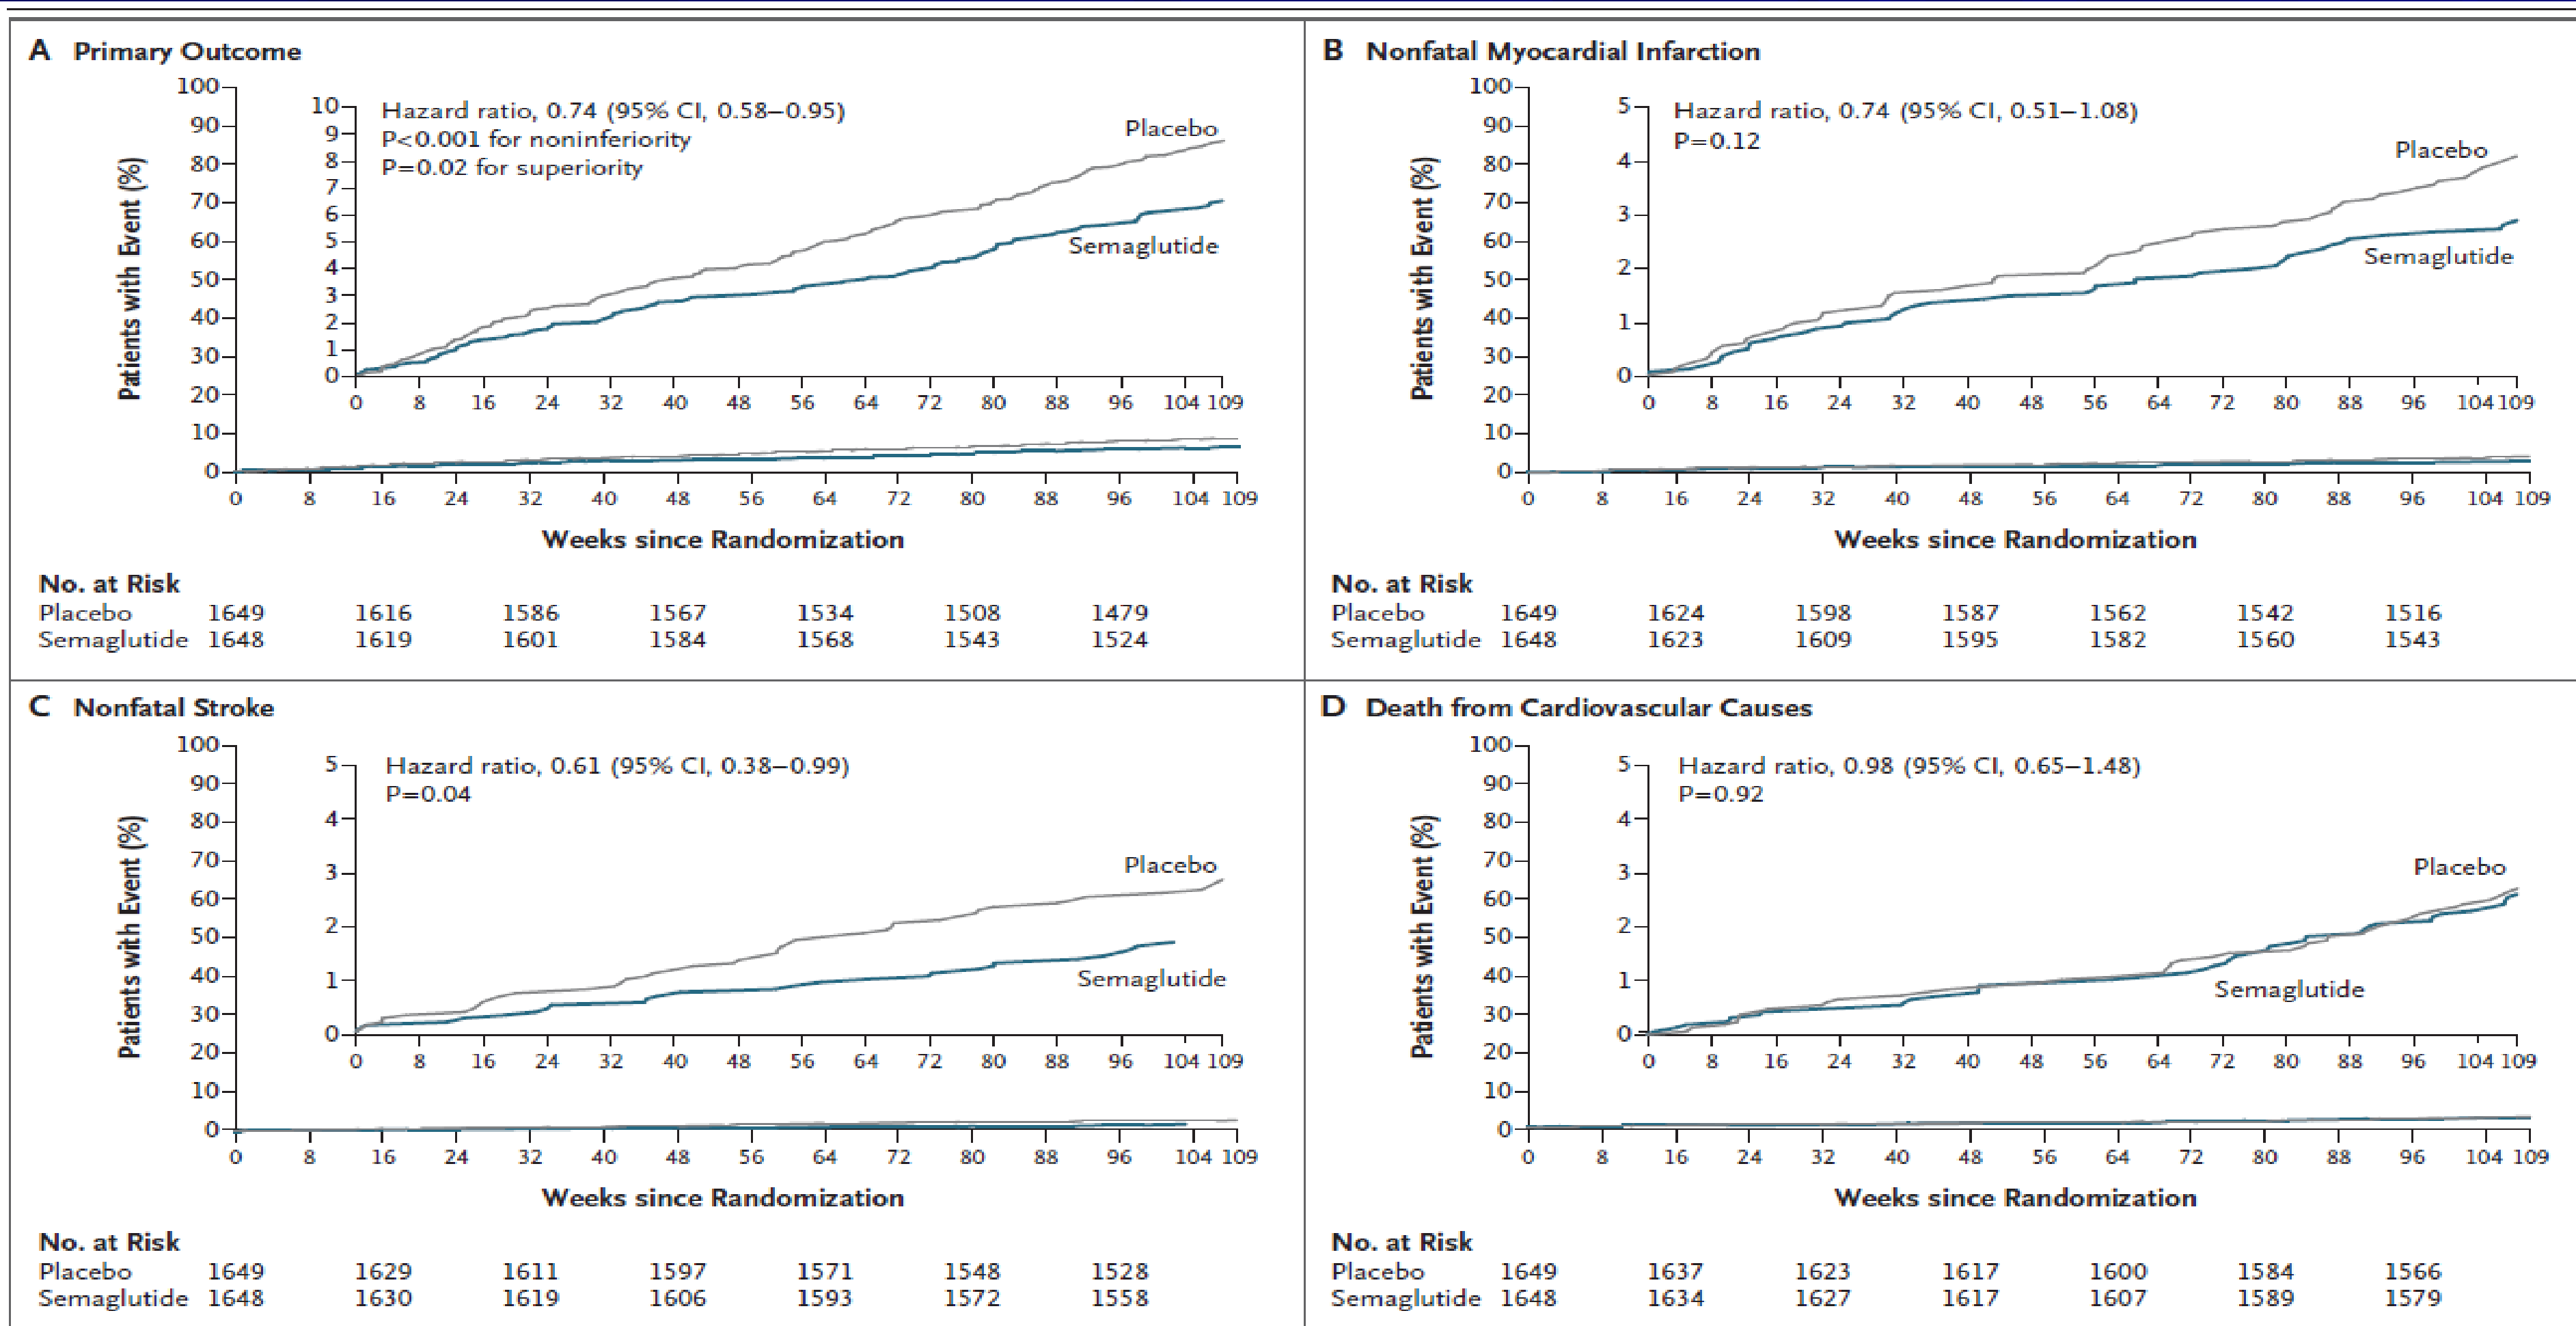 A Primary Outcome
100
90
80
70
60
50
40
30
20
10
0
Patients with Event (%)
10
9
8
7
6
5
4
3
2
1
0
Hazard ratio, 0.74 (95% CI, 0.58–0.95)
P<0.001 for noninferiority
P=0.02 for superiority
Placebo
Semaglutide
0 8 16 24 32 40 48 56 64 72 80 88 96 104 109
0 8 16 24 32 40 48 56 64 72 80 88 96 104 109
Weeks since Randomization
No. at Risk
Placebo 1649 1616 1586 1567 1534 1508 1479
Semaglutide 1648 1619 1601 1584 1568 1543 1524
B Nonfatal Myocardial Infarction
100
90
80
70
60
50
40
30
20
10
0
Patients with Event (%)
5
4
3
2
1
0
Hazard ratio, 0.74 (95% CI, 0.51–1.08)
P=0.12
Placebo
Semaglutide
0 8 16 24 32 40 48 56 64 72 80 88 96 104 109
0 8 16 24 32 40 48 56 64 72 80 88 96 104 109
Weeks since Randomization
No. at Risk
Placebo 1649 1624 1598 1587 1562 1542 1516
Semaglutide 1648 1623 1609 1595 1582 1560 1543
C Nonfatal Stroke
100
90
80
70
60
50
40
30
20
10
0
Patients with Event (%)
5
4
3
2
1
0
Hazard ratio, 0.61 (95% CI, 0.38–0.99)
P=0.04
Placebo
Semaglutide
0 8 16 24 32 40 48 56 64 72 80 88 96 104 109
0 8 16 24 32 40 48 56 64 72 80 88 96 104 109
Weeks since Randomization
No. at Risk
Placebo 1649 1629 1611 1597 1571 1548 1528
Semaglutide 1648 1630 1619 1606 1593 1572 1558
D Death from Cardiovascular Causes
100
90
80
70
60
50
40
30
20
10
0
Patients with Event (%)
5
4
3
2
1
0
Hazard ratio, 0.98 (95% CI, 0.65–1.48)
P=0.92
Placebo
Semaglutide
0 8 16 24 32 40 48 56 64 72 80 88 96 104 109
0 8 16 24 32 40 48 56 64 72 80 88 96 104 109
Weeks since Randomization
No. at Risk
Placebo 1649 1637 1623 1617 1600 1584 1566
Semaglutide 1648 1634 1627 1617 1607 1589 1579